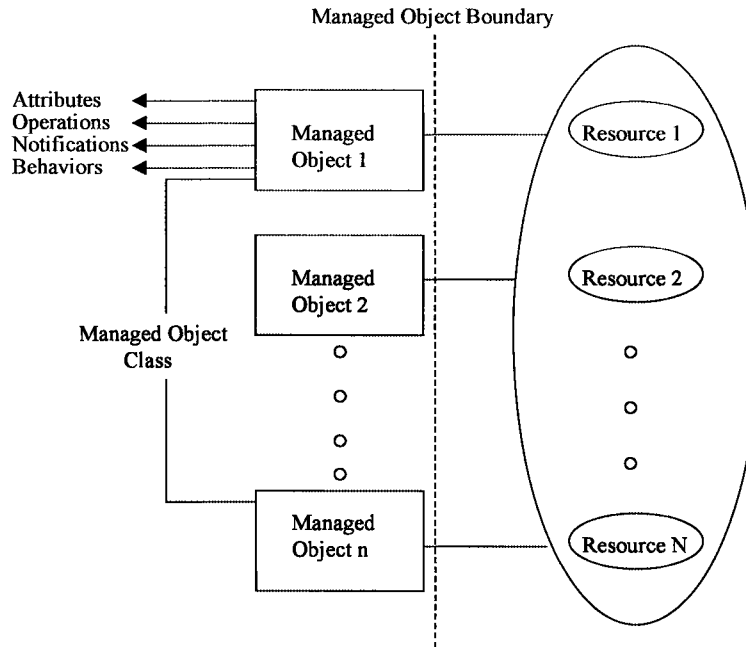 Managed Object Boundary
Attributes
Operations
Notifications
Behaviors
Managed
Object 1
Resource 1
Managed
Object 2
Resource 2
Managed Object
Class
Managed
Object n
Resource N